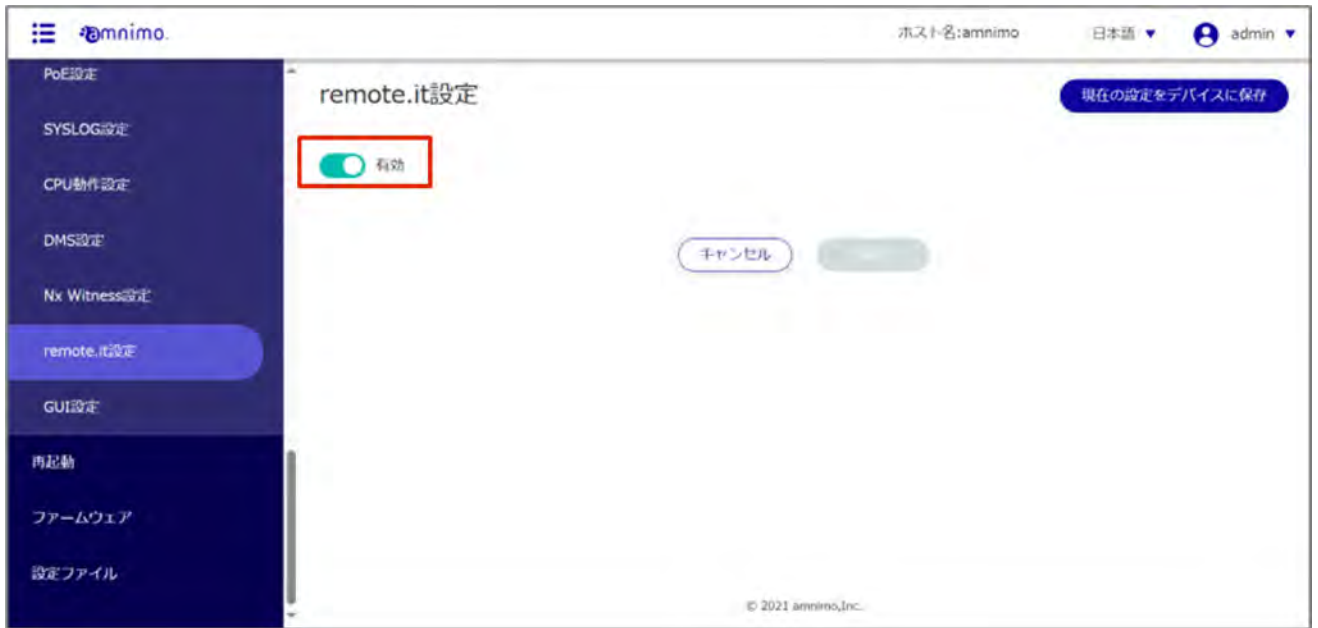 amnimo.
ホスト名:amnimo
日本語 ▼
admin ▼
PoE設定
SYSLOG設定
CPU動作設定
DMS設定
Nx Witness設定
remote.it設定
GUI設定
再起動
ファームウェア
設定ファイル
remote.it設定
現在の設定をデバイスに保存
有効
キャンセル
© 2021 amnimo,Inc.